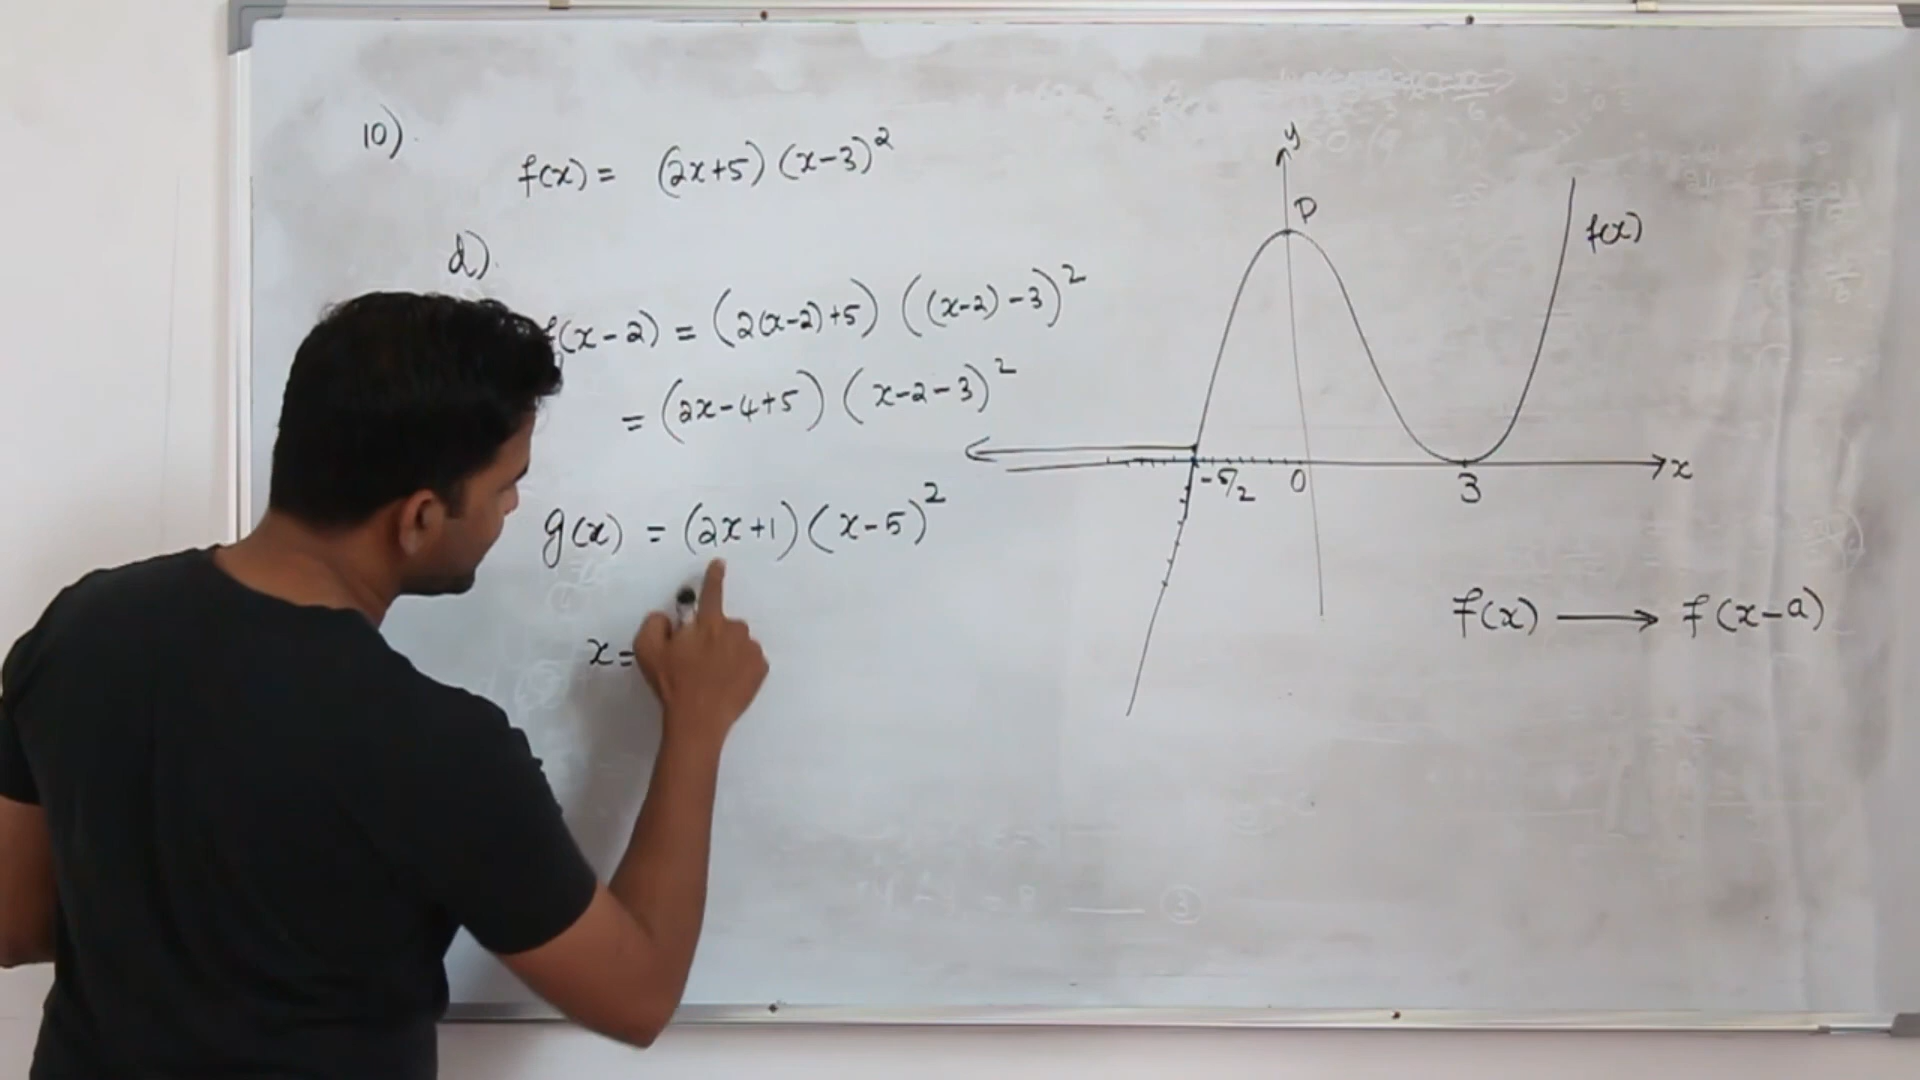 10).
f(x) = (2x+5) (x-3)²
d).
f(x-2) = (2(x-2)+5) ((x-2)-3)²
= (2x-4+5) (x-2-3)²
g(x) = (2x+1) (x-5)²
x=
y
P
f(x)
-5/2 0 3 x
f(x) ⟶ f(x-a)